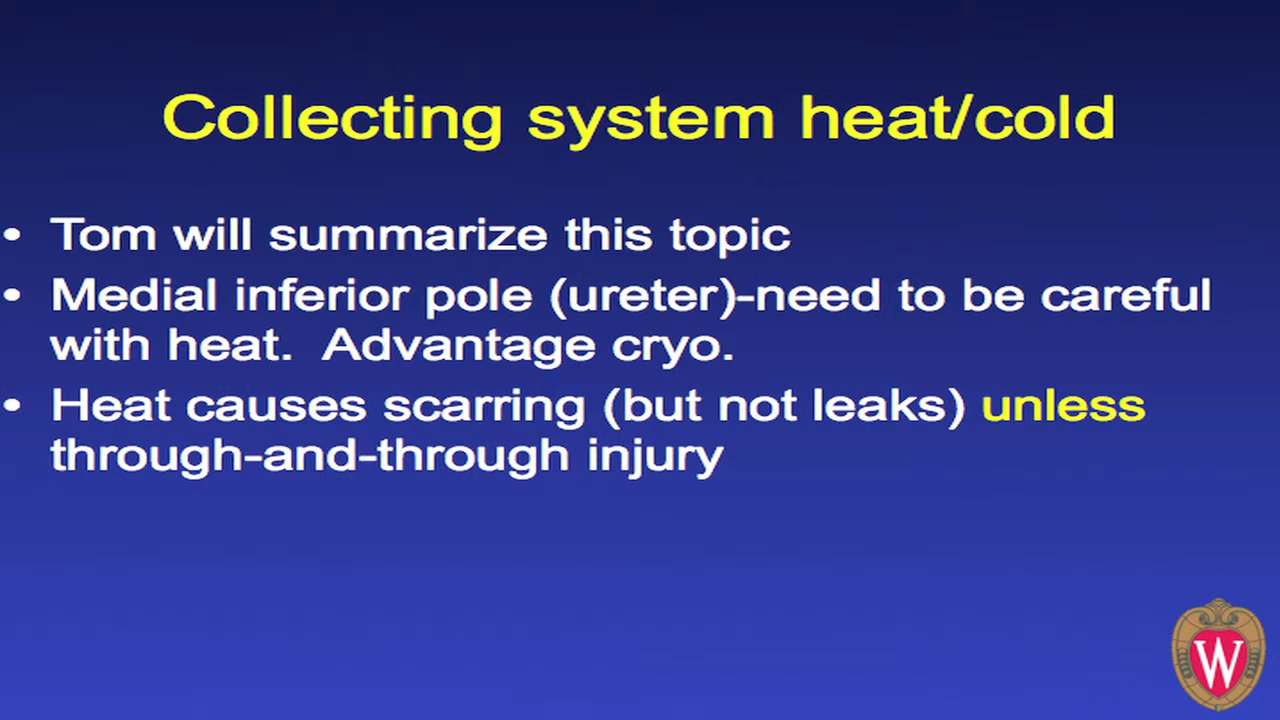 Collecting system heat/cold
• Tom will summarize this topic
• Medial inferior pole (ureter)-need to be careful
with heat.  Advantage cryo.
• Heat causes scarring (but not leaks) unless
through-and-through injury
W